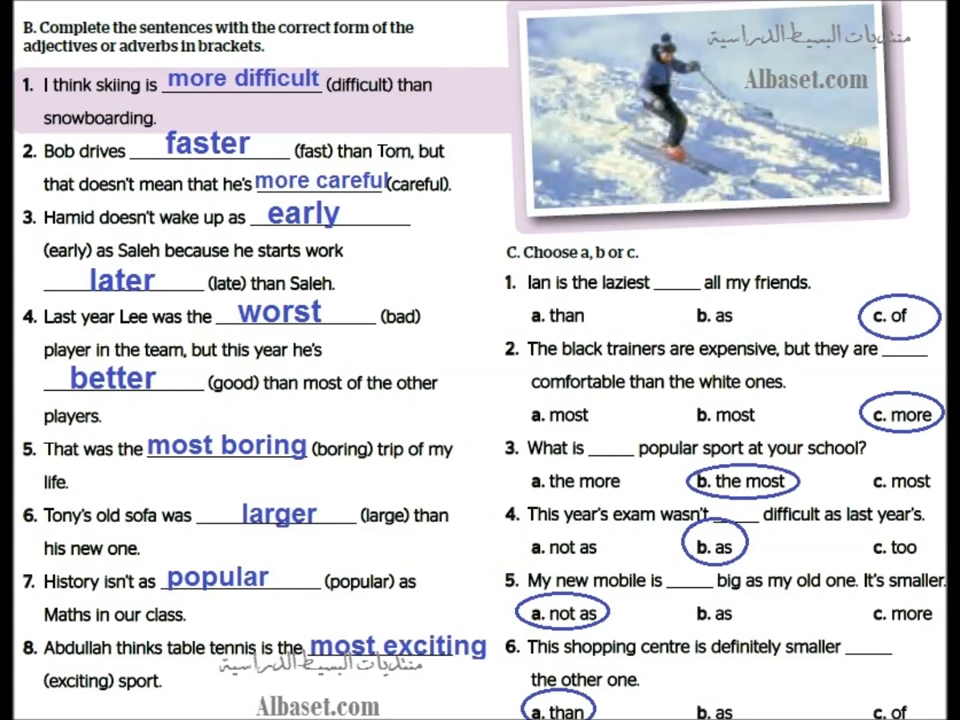 B. Complete the sentences with the correct form of the
adjectives or adverbs in brackets.
1. I think skiing is more difficult (difficult) than
snowboarding.
2. Bob drives faster (fast) than Tom, but
that doesn't mean that he's more careful (careful).
3. Hamid doesn't wake up as early
(early) as Saleh because he starts work
later (late) than Saleh.
4. Last year Lee was the worst (bad)
player in the team, but this year he's
better (good) than most of the other
players.
5. That was the most boring (boring) trip of my
life.
6. Tony's old sofa was larger (large) than
his new one.
7. History isn't as popular (popular) as
Maths in our class.
8. Abdullah thinks table tennis is the most exciting
(exciting) sport.
منتديات البسيط الدراسية
Albaset.com
منتديات البسيط الدراسية
Albaset.com
C. Choose a, b or c.
1. Ian is the laziest _____ all my friends.
a. than b. as c. of
2. The black trainers are expensive, but they are _____
comfortable than the white ones.
a. most b. most c. more
3. What is _____ popular sport at your school?
a. the more b. the most c. most
4. This year's exam wasn't _____ difficult as last year's.
a. not as b. as c. too
5. My new mobile is _____ big as my old one. It's smaller.
a. not as b. as c. more
6. This shopping centre is definitely smaller _____
the other one.
a. than b. as c. of